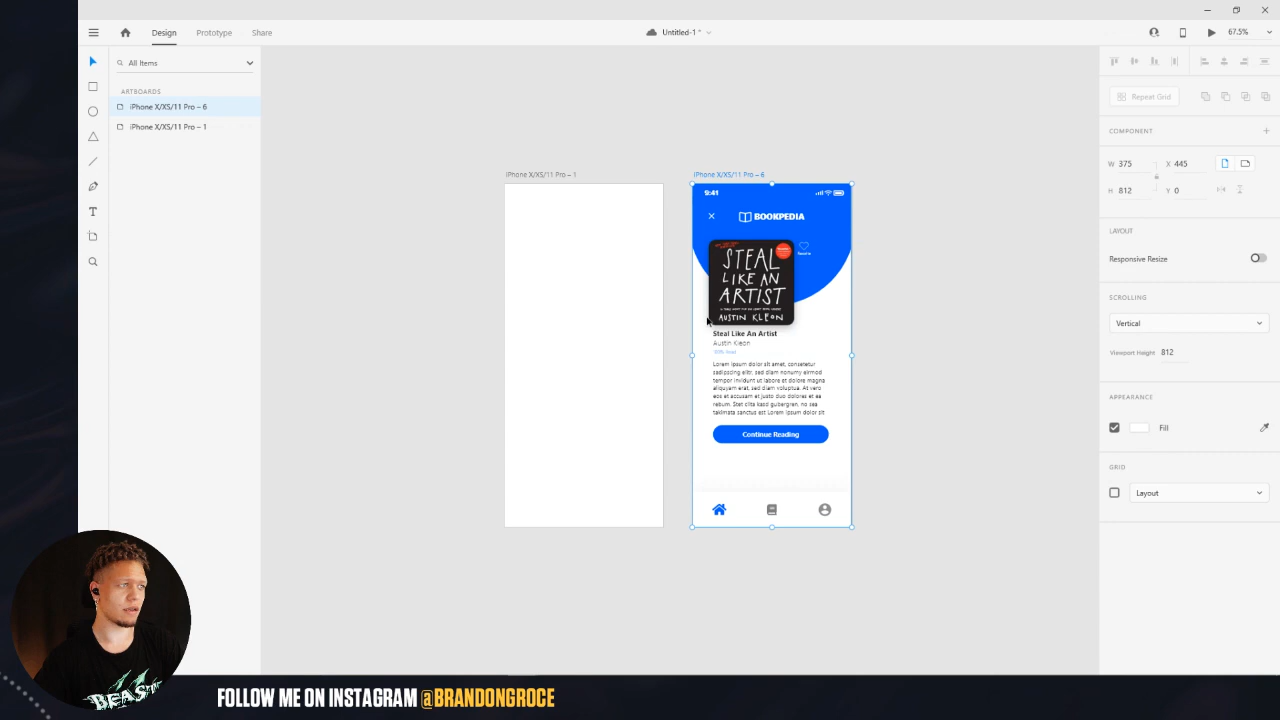 Design Prototype Share
Untitled-1 *
67.5%
All Items
ARTBOARDS
iPhone X/XS/11 Pro – 6
iPhone X/XS/11 Pro – 1
iPhone X/XS/11 Pro – 1
iPhone X/XS/11 Pro – 6
9:41
BOOKPEDIA
STEAL
LIKE AN
ARTIST
AUSTIN KLEON
Steal Like An Artist
Austin Kleon
Lorem ipsum dolor sit amet, consetetur
sadipscing elitr, sed diam nonumy eirmod
tempor invidunt ut labore et dolore magna
aliquyam erat, sed diam voluptua. At vero
eos et accusam et justo duo dolores et ea
rebum. Stet clita kasd gubergren, no sea
takimata sanctus est Lorem ipsum dolor sit
Continue Reading
Repeat Grid
COMPONENT
W 375 X 445
H 812 Y 0
LAYOUT
Responsive Resize
SCROLLING
Vertical
Viewport Height 812
APPEARANCE
Fill
GRID
Layout
BEAST
FOLLOW ME ON INSTAGRAM @BRANDONGROCE